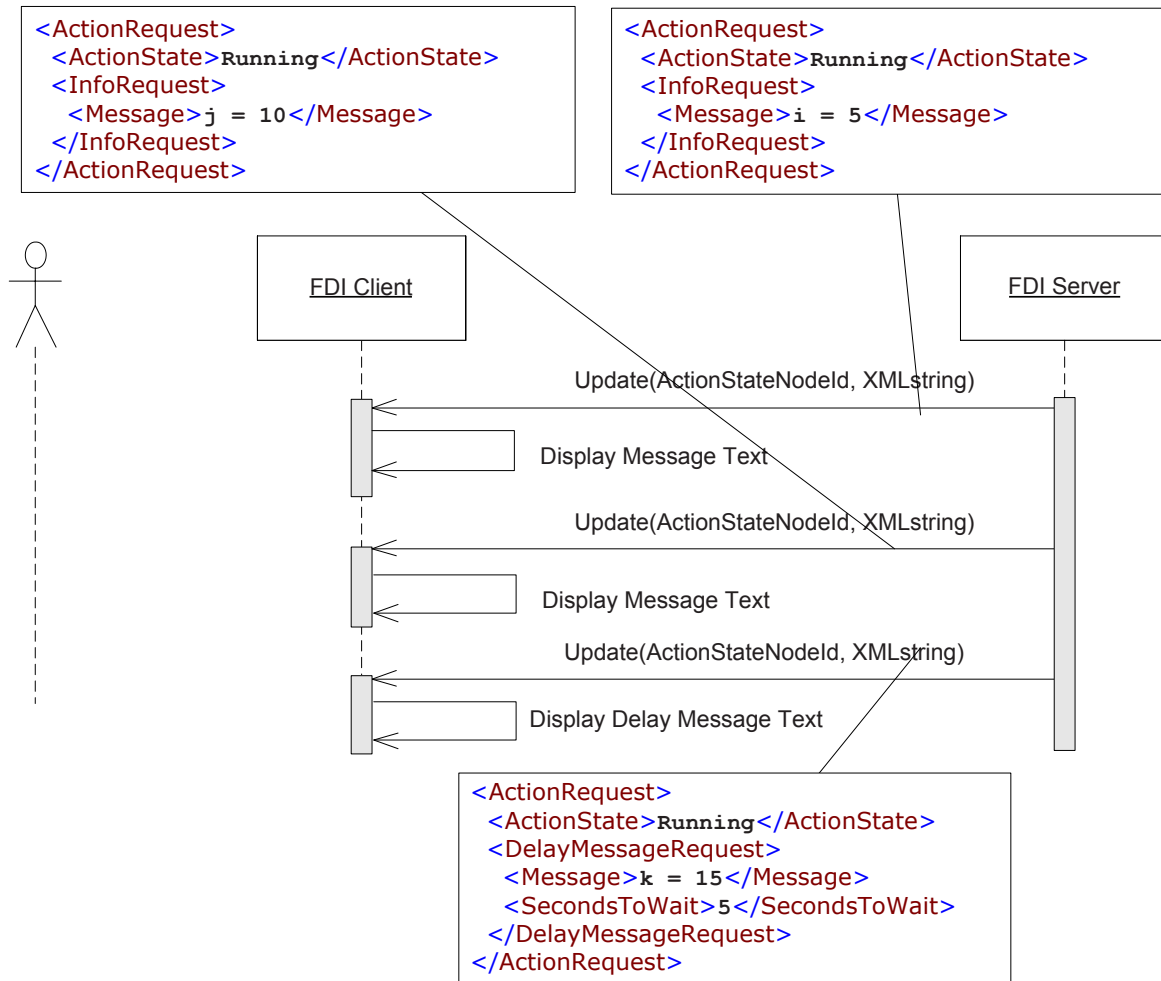 <ActionRequest>
<ActionState>Running</ActionState>
<InfoRequest>
<Message>j = 10</Message>
</InfoRequest>
</ActionRequest>
<ActionRequest>
<ActionState>Running</ActionState>
<InfoRequest>
<Message>i = 5</Message>
</InfoRequest>
</ActionRequest>
FDI Client
FDI Server
Update(ActionStateNodeId, XMLstring)
Display Message Text
Update(ActionStateNodeId, XMLstring)
Display Message Text
Update(ActionStateNodeId, XMLstring)
Display Delay Message Text
<ActionRequest>
<ActionState>Running</ActionState>
<DelayMessageRequest>
<Message>k = 15</Message>
<SecondsToWait>5</SecondsToWait>
</DelayMessageRequest>
</ActionRequest>